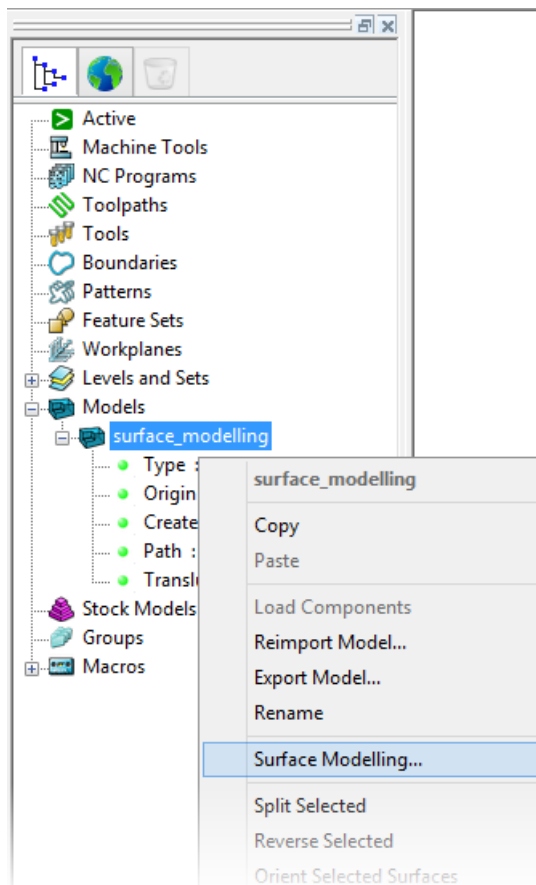 Active
Machine Tools
NC Programs
Toolpaths
Tools
Boundaries
Patterns
Feature Sets
Workplanes
Levels and Sets
Models
surface_modelling
Type :
Origin
Create
Path :
Translu
Stock Models
Groups
Macros
surface_modelling
Copy
Paste
Load Components
Reimport Model...
Export Model...
Rename
Surface Modelling...
Split Selected
Reverse Selected
Orient Selected Surfaces